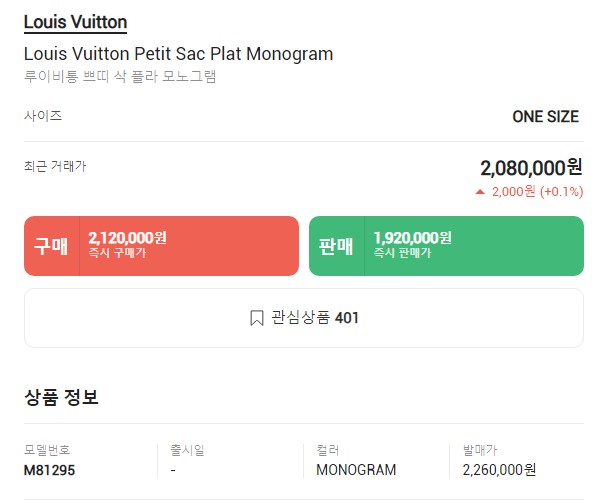 Louis Vuitton
Louis Vuitton Petit Sac Plat Monogram
루이비통 쁘띠 삭 플라 모노그램
사이즈 ONE SIZE
최근 거래가 2,080,000원
▲ 2,000원 (+0.1%)
구매 2,120,000원 즉시 구매가
판매 1,920,000원 즉시 판매가
관심상품 401
상품 정보
모델번호 출시일 컬러 발매가
M81295 - MONOGRAM 2,260,000원